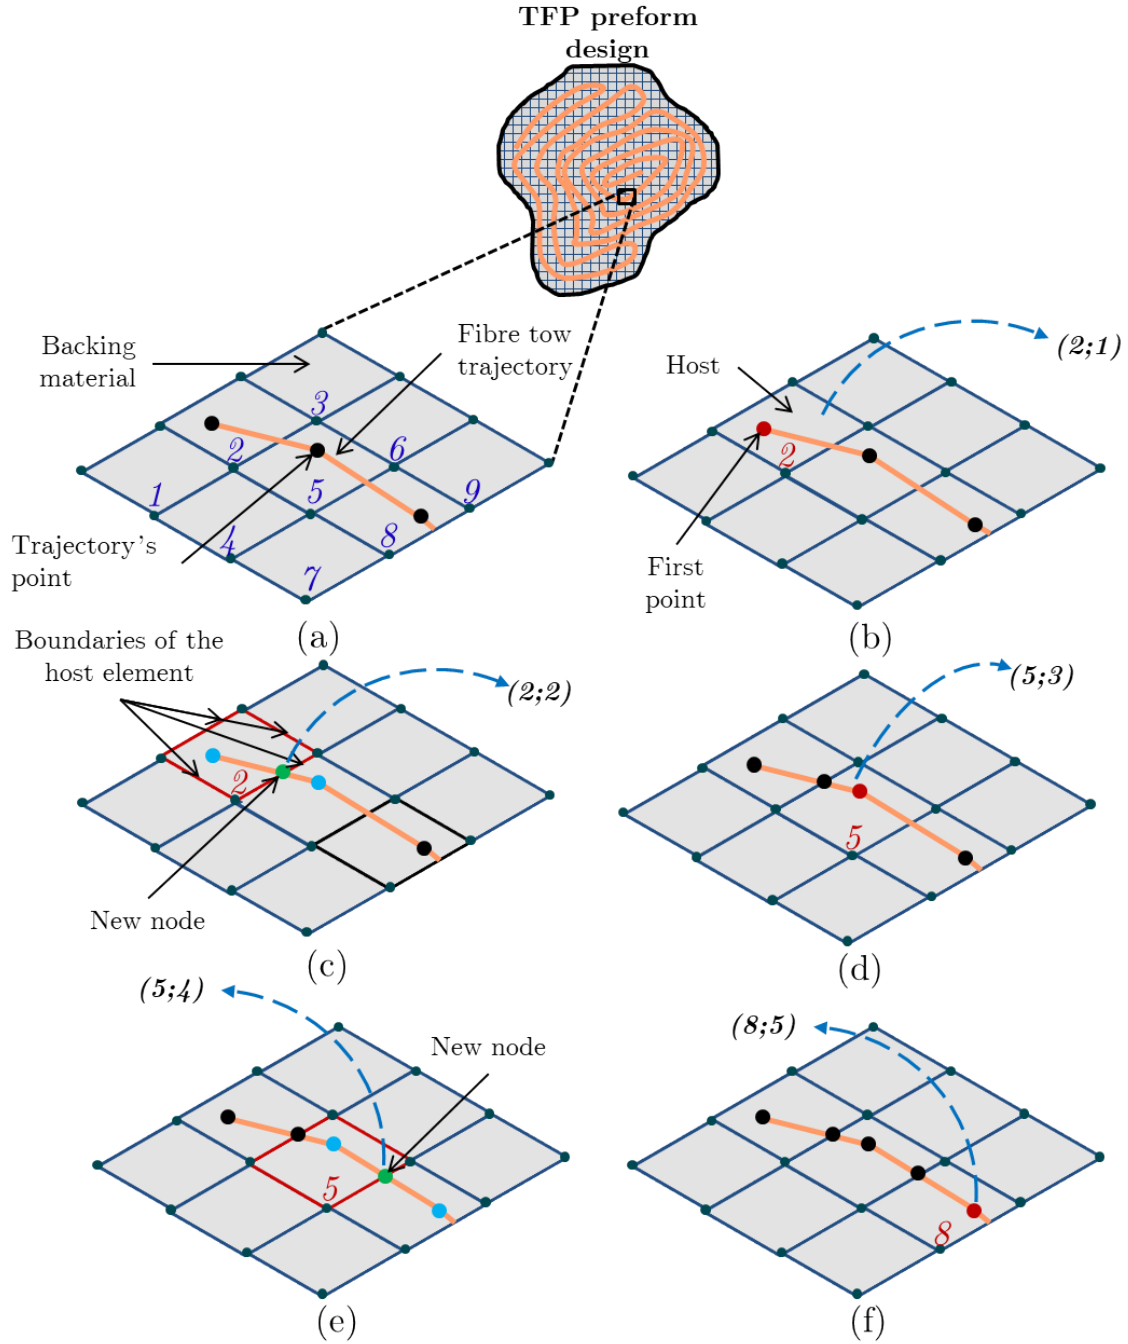 TFP preform
design
Backing
material
Fibre tow
trajectory
3
2
6
1
5
9
4
8
7
Trajectory's
point
(a)
Host
(2;1)
2
First
point
(b)
Boundaries of the
host element
(2;2)
2
New node
(c)
(5;3)
5
(d)
(5;4)
New node
5
(e)
(8;5)
8
(f)